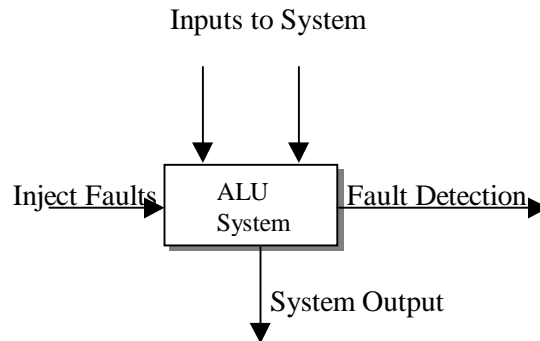 Inputs to System
Inject Faults
ALU
System
Fault Detection
System Output